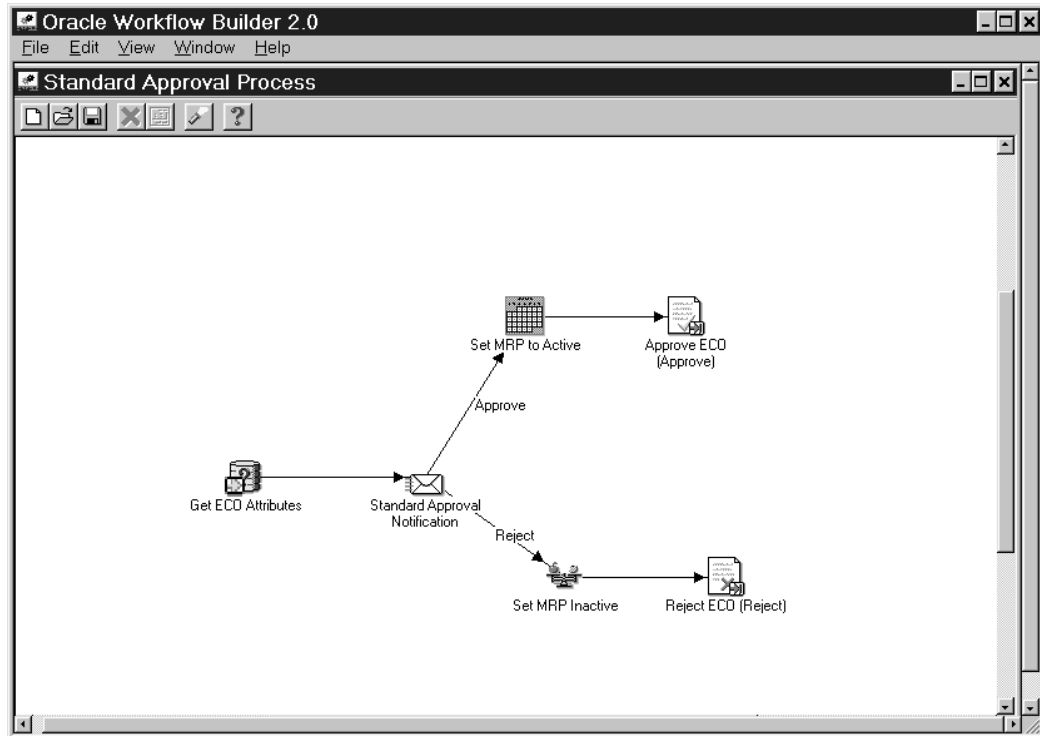 Oracle Workflow Builder 2.0
File Edit View Window Help
Standard Approval Process
Set MRP to Active
Approve ECO
(Approve)
Approve
Get ECO Attributes
Standard Approval
Notification
Reject
Set MRP Inactive
Reject ECO (Reject)